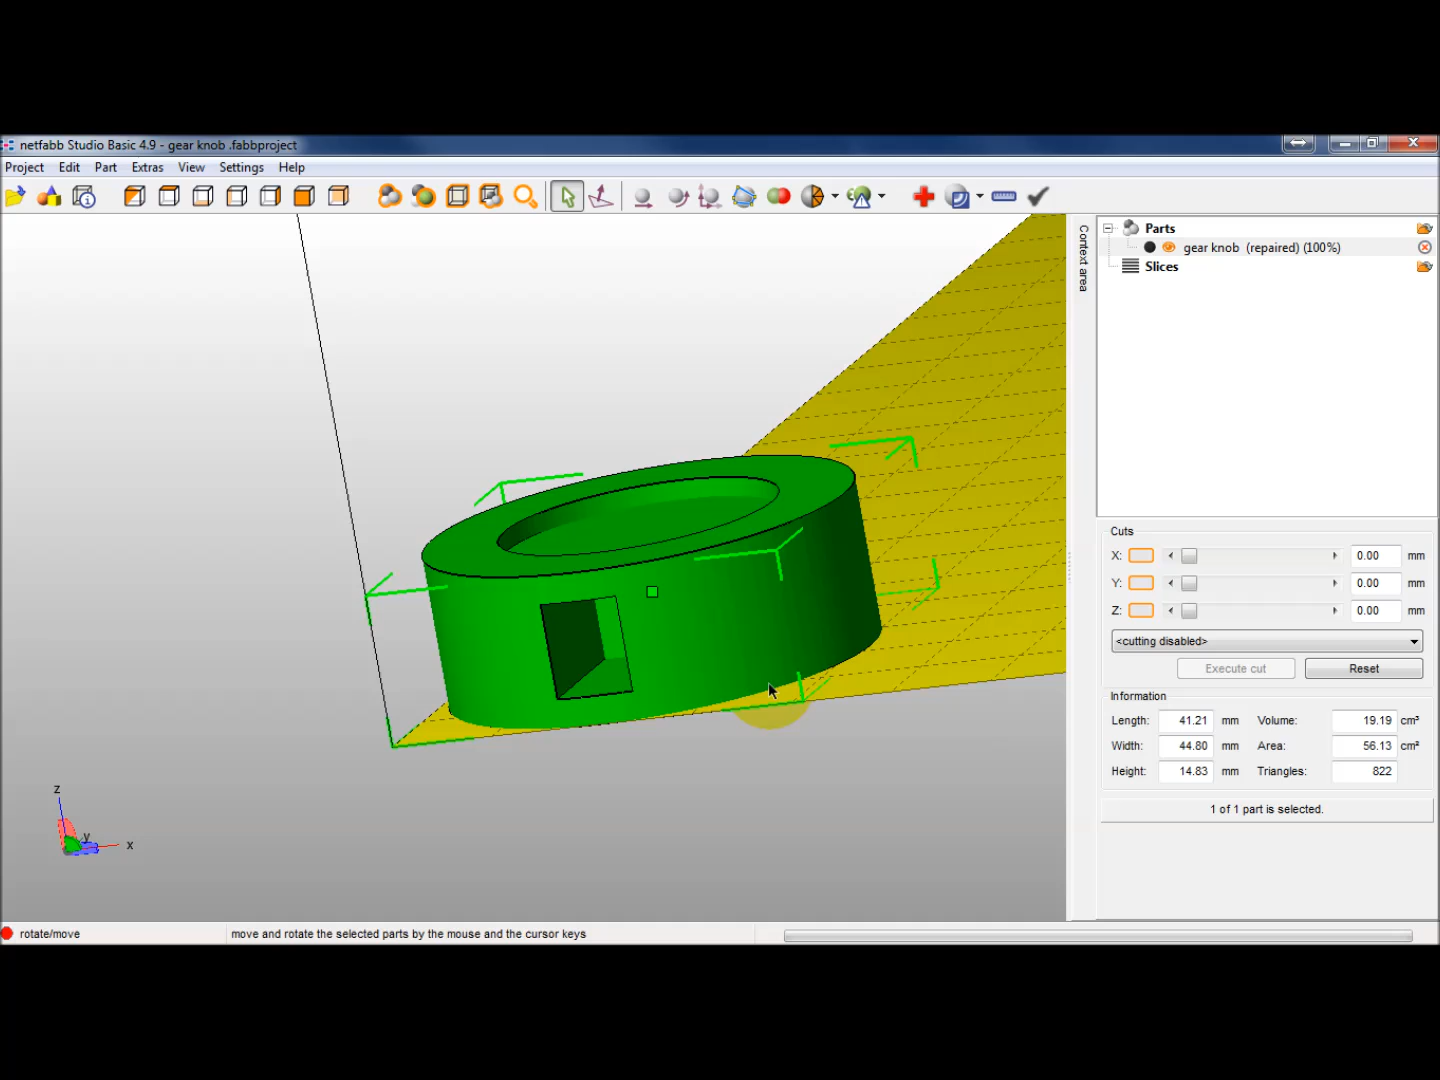 netfabb Studio Basic 4.9 - gear knob .fabbproject
Project Edit Part Extras View Settings Help
Context area
Parts
gear knob (repaired) (100%)
Slices
Cuts
X: 0.00 mm
Y: 0.00 mm
Z: 0.00 mm
<cutting disabled>
Execute cut Reset
Information
Length: 41.21 mm Volume: 19.19 cm³
Width: 44.80 mm Area: 56.13 cm²
Height: 14.83 mm Triangles: 822
1 of 1 part is selected.
z
y
x
rotate/move move and rotate the selected parts by the mouse and the cursor keys